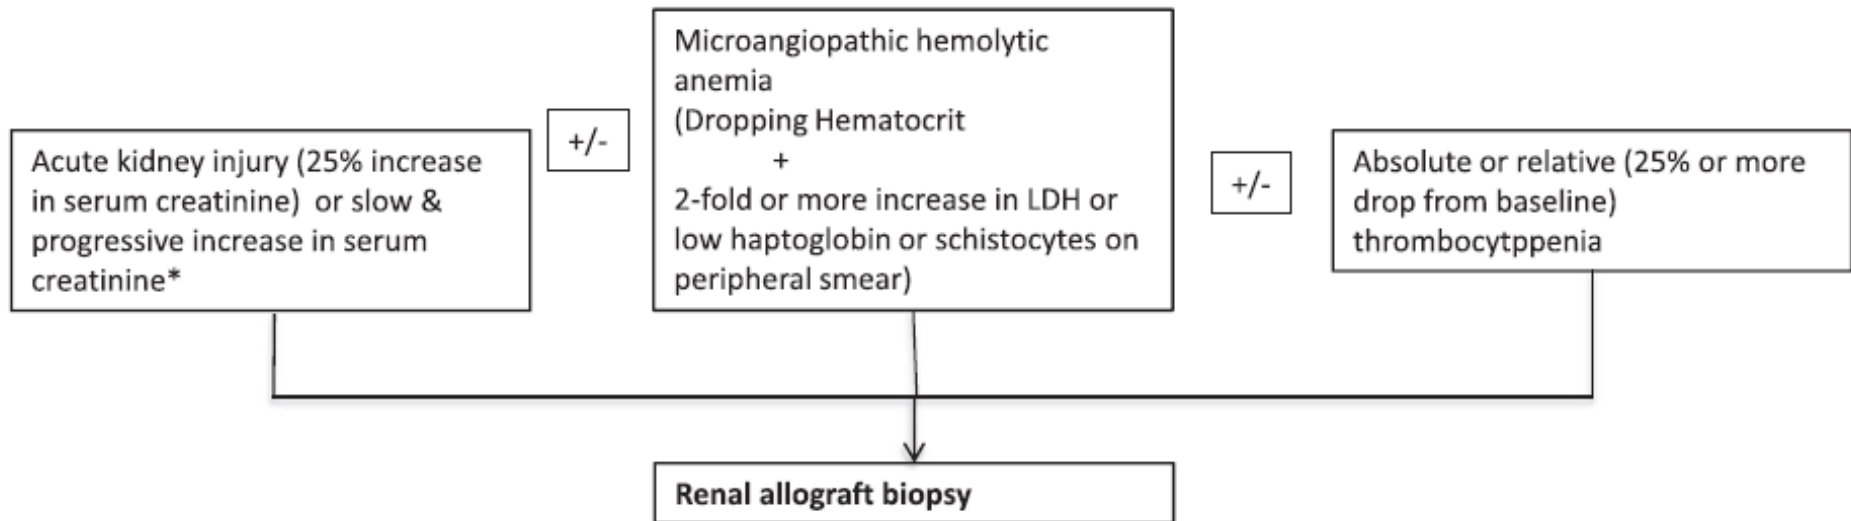 Acute kidney injury (25% increase
in serum creatinine)  or slow &
progressive increase in serum
creatinine*
+/-
Microangiopathic hemolytic
anemia
(Dropping Hematocrit
+
2-fold or more increase in LDH or
low haptoglobin or schistocytes on
peripheral smear)
+/-
Absolute or relative (25% or more
drop from baseline)
thrombocytppenia
Renal allograft biopsy